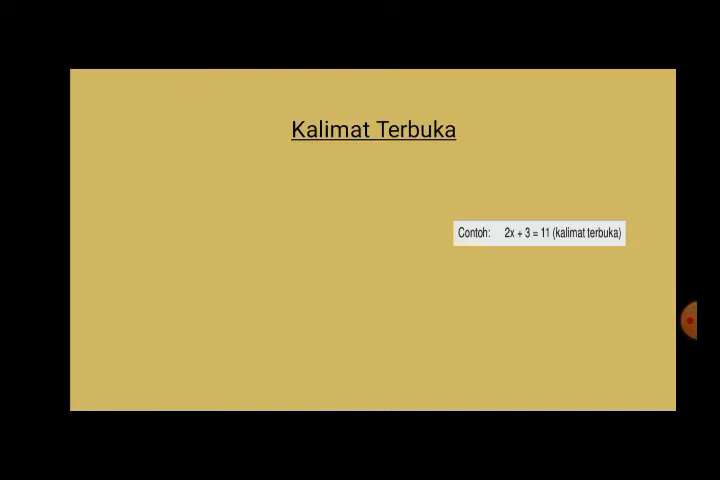 Kalimat Terbuka
Contoh: 2x + 3 = 11 (kalimat terbuka)